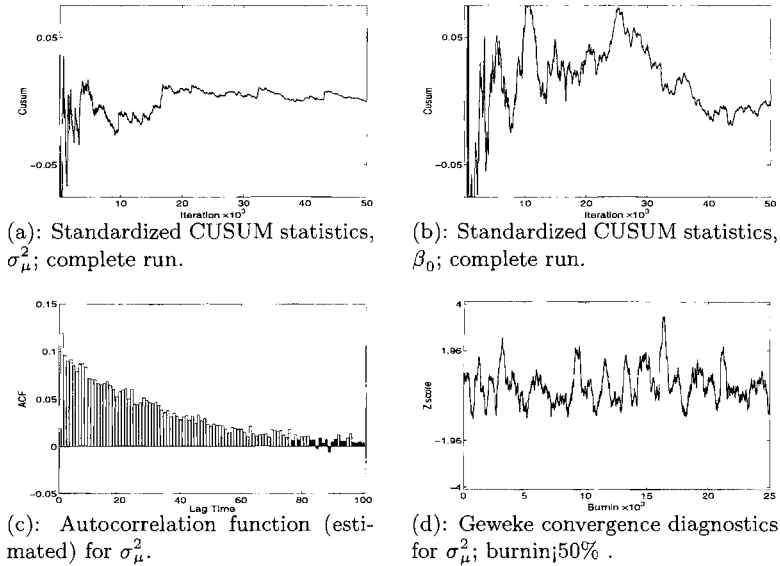 0.05
Cusum
-0.05
10 20 30 40 50
Iteration ×10³
(a): Standardized CUSUM statistics,
σ²_μ; complete run.
0.05
Cusum
-0.05
10 20 30 40 50
Iteration ×10³
(b): Standardized CUSUM statistics,
β₀; complete run.
0.15
0.1
0.05
0
-0.05
ACF
0 20 40 60 80 100
Lag Time
(c): Autocorrelation function (esti-
mated) for σ²_μ.
4
1.96
-1.96
-4
Z score
0 5 10 15 20 25
Burnin ×10³
(d): Geweke convergence diagnostics
for σ²_μ; burnin¡50% .